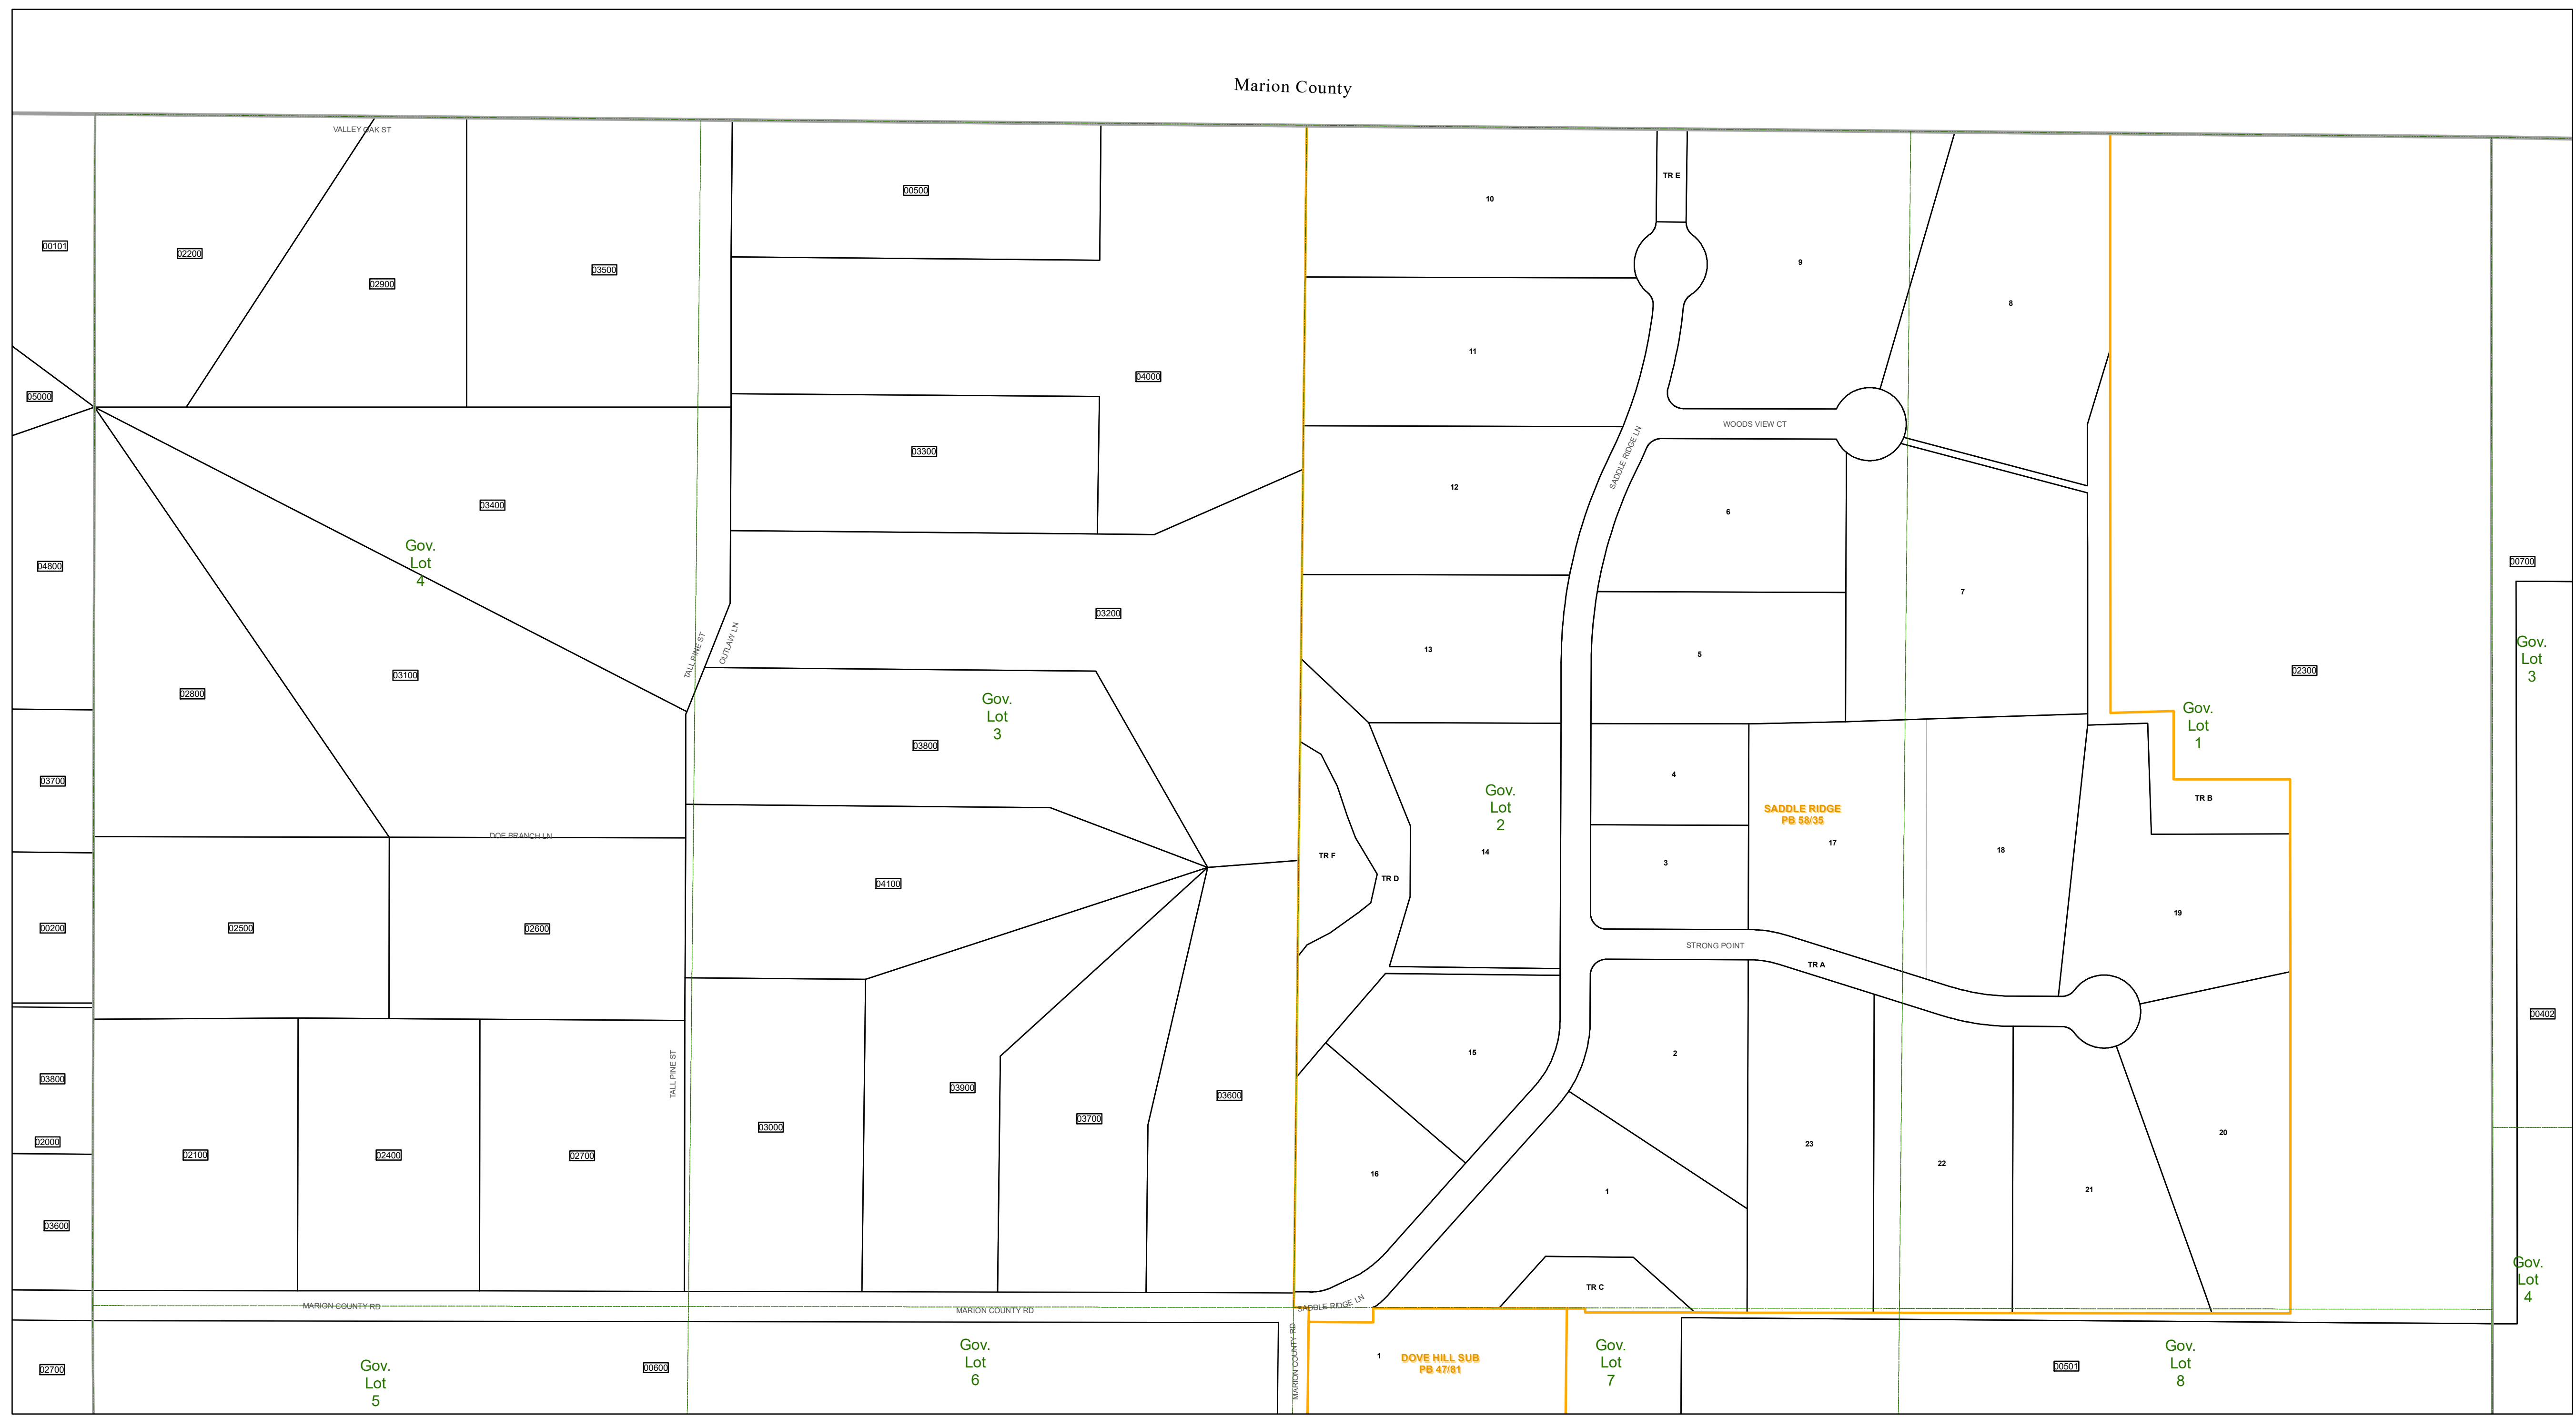 Marion County
VALLEY OAK ST
00500
TR E
10
00101
02200
02900
03500
9
8
11
04000
05000
03300
WOODS VIEW CT
SADDLE RIDGE LN
12
03400
6
Gov.
Lot
4
04800
00700
7
03200
TALL PINE ST
OUTLAW LN
13
5
02300
Gov.
Lot
3
03100
02800
Gov.
Lot
3
Gov.
Lot
1
03800
03700
4
Gov.
Lot
2
SADDLE RIDGE
PB 58/35
TR B
DOE BRANCH LN
14
TR F
3
17
18
TR D
04100
19
00200
02500
02600
STRONG POINT
TR A
00402
15
2
03800
TALL PINE ST
03900
03600
03700
03000
02000
02100
02400
02700
23
20
22
16
1
21
03600
Gov.
Lot
4
TR C
MARION COUNTY RD
MARION COUNTY RD
SADDLE RIDGE LN
MARION COUNTY RD
02700
Gov.
Lot
5
00600
Gov.
Lot
6
1
DOVE HILL SUB
PB 47/81
Gov.
Lot
7
00501
Gov.
Lot
8